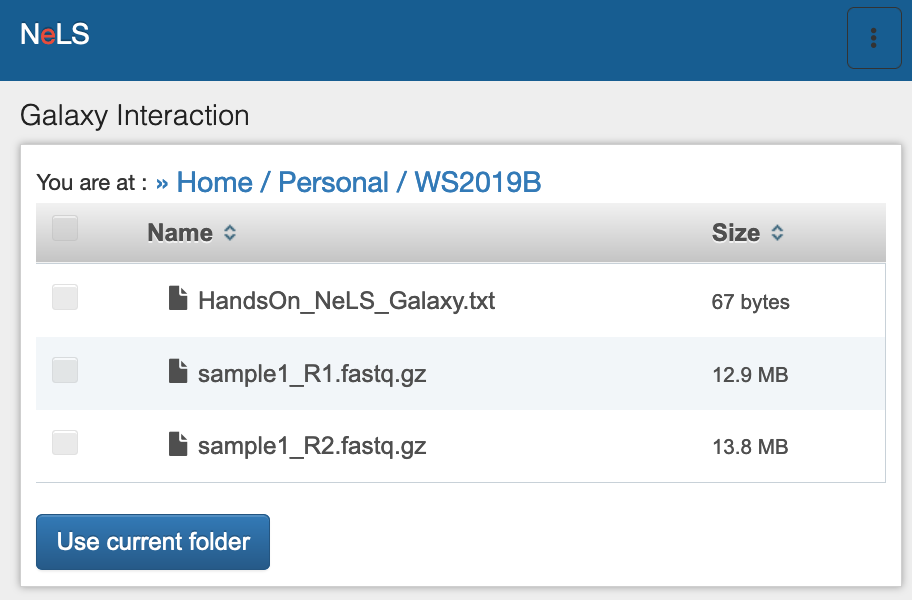 NeLS
Galaxy Interaction
You are at : » Home / Personal / WS2019B
Name Size
HandsOn_NeLS_Galaxy.txt 67 bytes
sample1_R1.fastq.gz 12.9 MB
sample1_R2.fastq.gz 13.8 MB
Use current folder